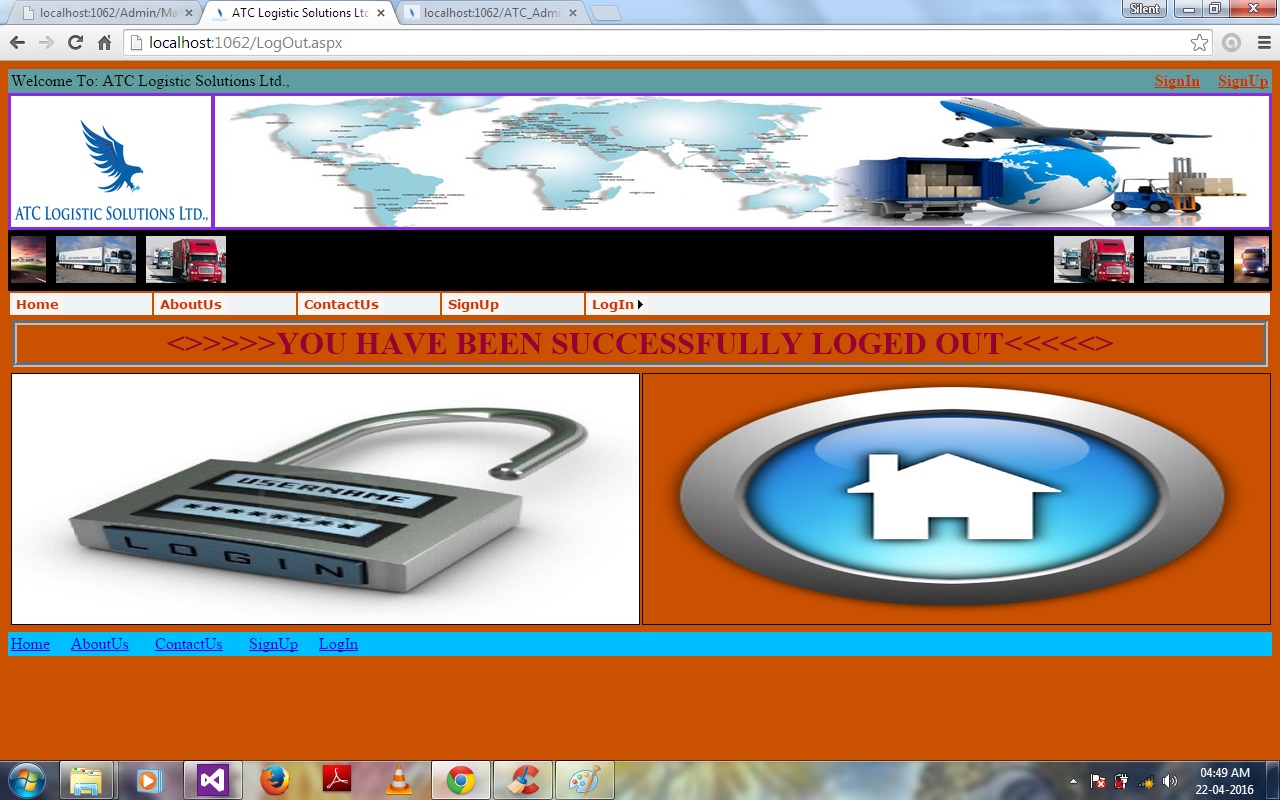 localhost:1062/Admin/Ma
ATC Logistic Solutions Ltd
localhost:1062/ATC_Admi
Silent
localhost:1062/LogOut.aspx
Welcome To: ATC Logistic Solutions Ltd.,
SignIn SignUp
ATC LOGISTIC SOLUTIONS LTD.,
Home AboutUs ContactUs SignUp LogIn
<>>>>>YOU HAVE BEEN SUCCESSFULLY LOGED OUT<<<<<>
USERNAME
********
LOGIN
Home AboutUs ContactUs SignUp LogIn
04:49 AM
22-04-2016